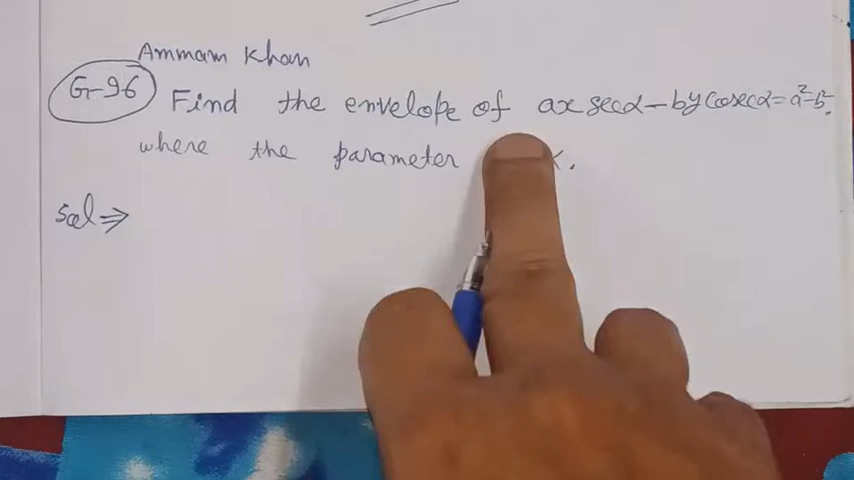 Ammam Khan
G-96 Find the envelope of ax secα - by cosecα = a² - b².
where the parameter
Sol ⇒